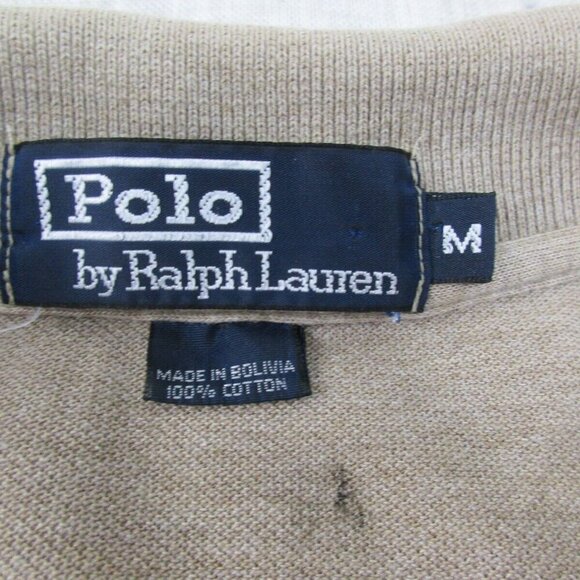 Polo
by Ralph Lauren
M
MADE IN BOLIVIA
100% COTTON